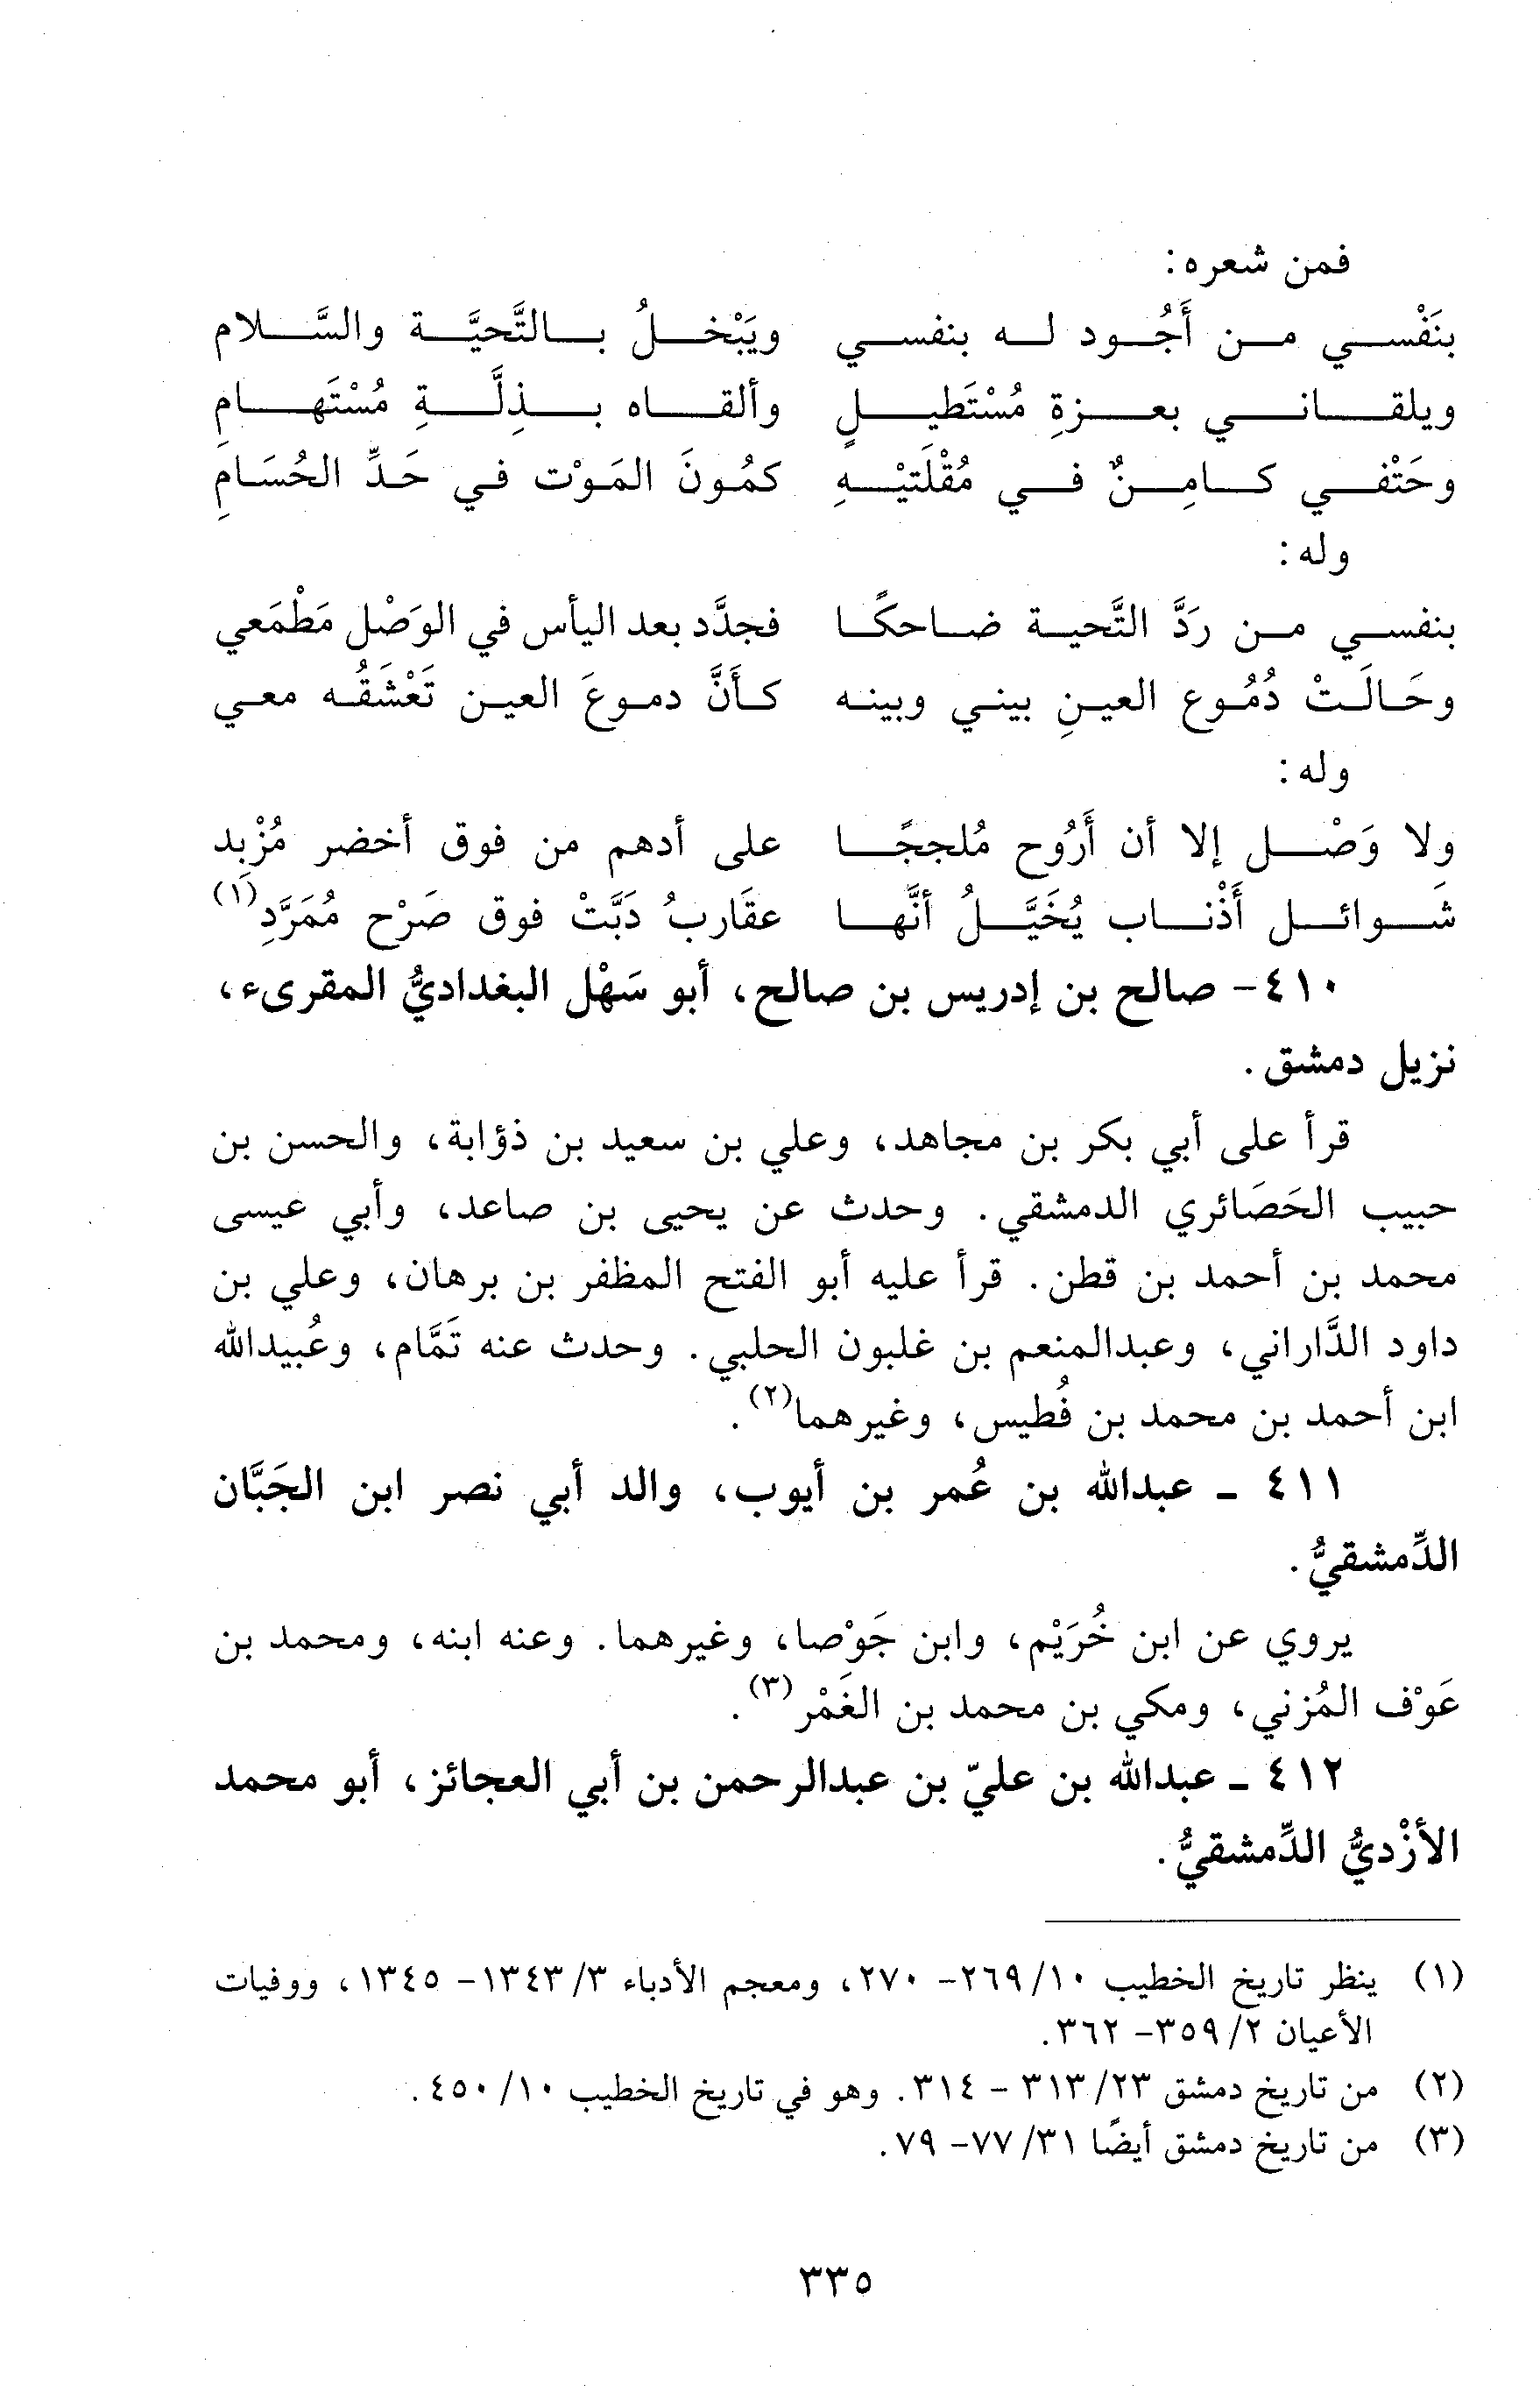 فمن شعره:
بنَفْسي من أَجُود له بنفسي ويَبْخلُ بالتَّحيَّة والسَّلام
ويلقاني بعزةِ مُسْتَطيلٍ وألقاه بذِلَّةِ مُسْتَهامِ
وحَتْفي كامِنٌ في مُقْلَتيْهِ كمُونَ المَوْت في حَدِّ الحُسَامِ
وله:
بنفسي من رَدَّ التَّحية ضاحكًا فجدَّد بعد اليأس في الوَصْل مَطْمَعي
وحَالَتْ دُمُوع العينِ بيني وبينه كأَنَّ دموعَ العين تَعْشَقُه معي
وله:
ولا وَصْل إلا أن أَرُوح مُلججًا على أدهم من فوق أخضر مُزْبد
شَوائل أَذْناب يُخَيَّلُ أنَّها عقَاربُ دَبَّتْ فوق صَرْح مُمَرَّدِ(١)
٤١٠- صالح بن إدريس بن صالح، أبو سَهْل البغداديُّ المقرىء،
نزيل دمشق.
قرأ على أبي بكر بن مجاهد، وعلي بن سعيد بن ذؤابة، والحسن بن
حبيب الحَصَائري الدمشقي. وحدث عن يحيى بن صاعد، وأبي عيسى
محمد بن أحمد بن قطن. قرأ عليه أبو الفتح المظفر بن برهان، وعلي بن
داود الدَّاراني، وعبدالمنعم بن غلبون الحلبي. وحدث عنه تَمَّام، وعُبيدالله
ابن أحمد بن محمد بن فُطيس، وغيرهما(٢).
٤١١ - عبدالله بن عُمر بن أيوب، والد أبي نصر ابن الجَبَّان
الدِّمشقيُّ.
يروي عن ابن خُرَيْم، وابن جَوْصا، وغيرهما. وعنه ابنه، ومحمد بن
عَوْف المُزني، ومكي بن محمد بن الغَمْر(٣).
٤١٢ - عبدالله بن عليّ بن عبدالرحمن بن أبي العجائز، أبو محمد
الأزْديُّ الدِّمشقيُّ.
(١) ينظر تاريخ الخطيب ١٠/ ٢٦٩- ٢٧٠، ومعجم الأدباء ٣/ ١٣٤٣- ١٣٤٥، ووفيات
الأعيان ٢/ ٣٥٩- ٣٦٢.
(٢) من تاريخ دمشق ٢٣/ ٣١٣ - ٣١٤. وهو في تاريخ الخطيب ١٠/ ٤٥٠.
(٣) من تاريخ دمشق أيضًا ٣١/ ٧٧- ٧٩.
٣٣٥